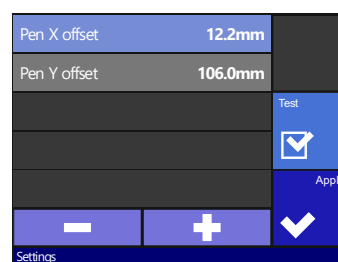 Pen X offset 12.2mm
Pen Y offset 106.0mm
Test
Appl
Settings